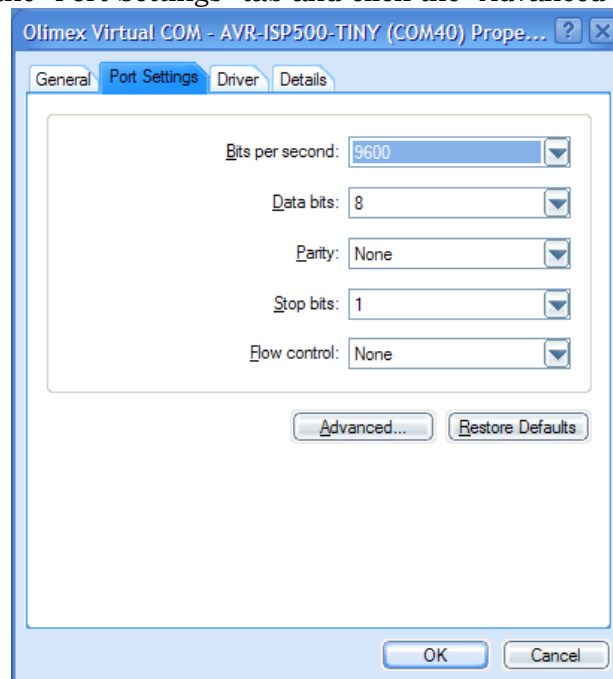 the "Port Settings" tab and click the "Advanced"
Olimex Virtual COM - AVR-ISP500-TINY (COM40) Prope...
General Port Settings Driver Details
Bits per second: 9600
Data bits: 8
Parity: None
Stop bits: 1
Flow control: None
Advanced... Restore Defaults
OK Cancel